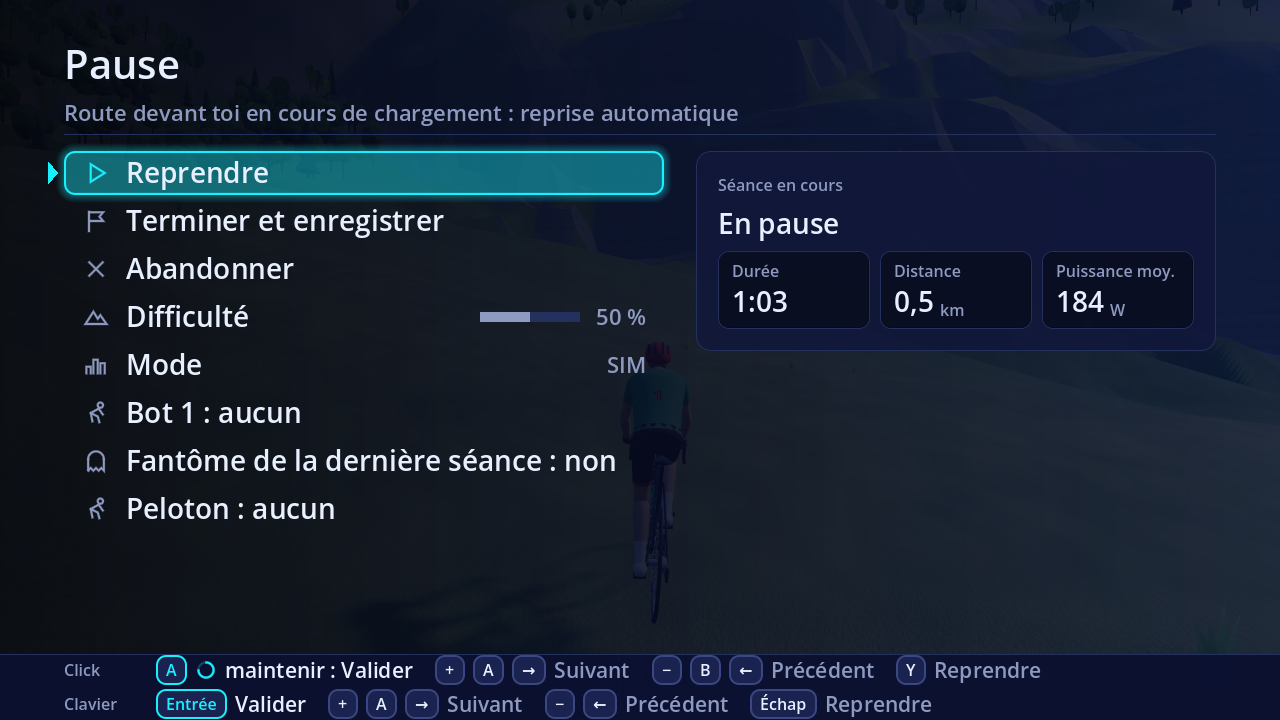 Pause
Route devant toi en cours de chargement : reprise automatique
Reprendre
Terminer et enregistrer
Abandonner
Difficulté 50 %
Mode SIM
Bot 1 : aucun
Fantôme de la dernière séance : non
Peloton : aucun
Séance en cours
En pause
Durée
1:03
Distance
0,5 km
Puissance moy.
184 W
Click A maintenir : Valider + A → Suivant − B ← Précédent Y Reprendre
Clavier Entrée Valider + A → Suivant − ← Précédent Échap Reprendre